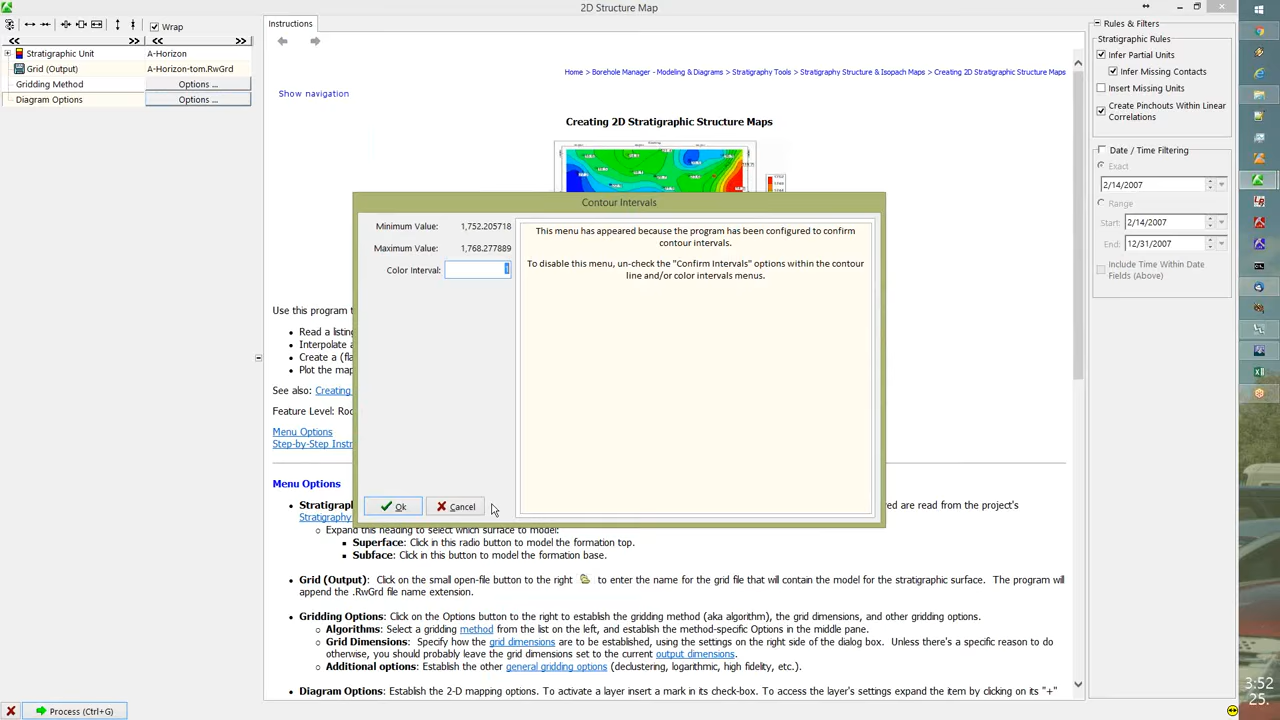 2D Structure Map
Wrap
Instructions
<< >> << >>
Stratigraphic Unit A-Horizon
Grid (Output) A-Horizon-tom.RwGrd
Gridding Method Options ...
Diagram Options Options ...
Home > Borehole Manager - Modeling & Diagrams > Stratigraphy Tools > Stratigraphy Structure & Isopach Maps > Creating 2D Stratigraphic Structure Maps
Show navigation
Creating 2D Stratigraphic Structure Maps
Contour Intervals
Minimum Value: 1,752.205718
Maximum Value: 1,768.277889
Color Interval: 1
This menu has appeared because the program has been configured to confirm
contour intervals.
To disable this menu, un-check the "Confirm Intervals" options within the contour
line and/or color intervals menus.
Ok Cancel
Use this program t
Read a listing
Interpolate a
Create a (fla
Plot the map
See also: Creating
Feature Level: Roc
Menu Options
Step-by-Step Instr
Menu Options
Stratigraph ed are read from the project's
Stratigraphy
Expand this heading to select which surface to model:
Superface: Click in this radio button to model the formation top.
Subface: Click in this button to model the formation base.
Grid (Output): Click on the small open-file button to the right to enter the name for the grid file that will contain the model for the stratigraphic surface. The program will
append the .RwGrd file name extension.
Gridding Options: Click on the Options button to the right to establish the gridding method (aka algorithm), the grid dimensions, and other gridding options.
Algorithms: Select a gridding method from the list on the left, and establish the method-specific Options in the middle pane.
Grid Dimensions: Specify how the grid dimensions are to be established, using the settings on the right side of the dialog box. Unless there's a specific reason to do
otherwise, you should probably leave the grid dimensions set to the current output dimensions.
Additional options: Establish the other general gridding options (declustering, logarithmic, high fidelity, etc.).
Diagram Options: Establish the 2-D mapping options. To activate a layer insert a mark in its check-box. To access the layer's settings expand the item by clicking on its "+"
Rules & Filters
Stratigraphic Rules
Infer Partial Units
Infer Missing Contacts
Insert Missing Units
Create Pinchouts Within Linear
Correlations
Date / Time Filtering
Exact
2/14/2007
Range
Start: 2/14/2007
End: 12/31/2007
Include Time Within Date
Fields (Above)
Process (Ctrl+G)
3:52
25.